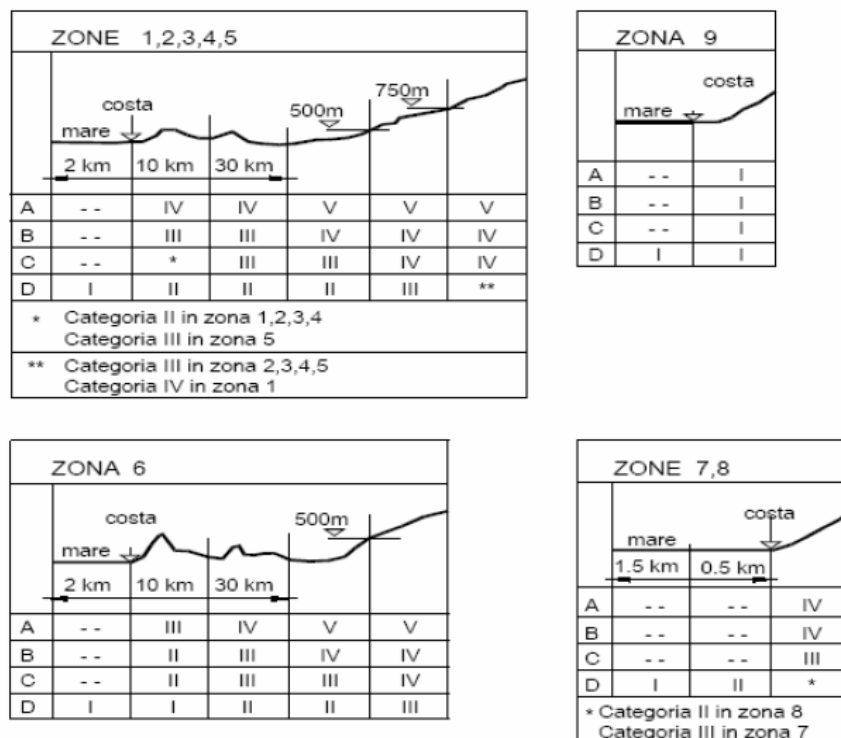 ZONE 1,2,3,4,5
costa
500m
750m
mare
2 km 10 km 30 km
A -- IV IV V V V
B -- III III IV IV IV
C -- * III III IV IV
D I II II II III **
* Categoria II in zona 1,2,3,4
Categoria III in zona 5
** Categoria III in zona 2,3,4,5
Categoria IV in zona 1
ZONA 9
costa
mare
A -- I
B -- I
C -- I
D I I
ZONA 6
costa
500m
mare
2 km 10 km 30 km
A -- III IV V V
B -- II III IV IV
C -- II III III IV
D I I II II III
ZONE 7,8
costa
mare
1.5 km 0.5 km
A -- -- IV
B -- -- IV
C -- -- III
D I II *
* Categoria II in zona 8
Categoria III in zona 7